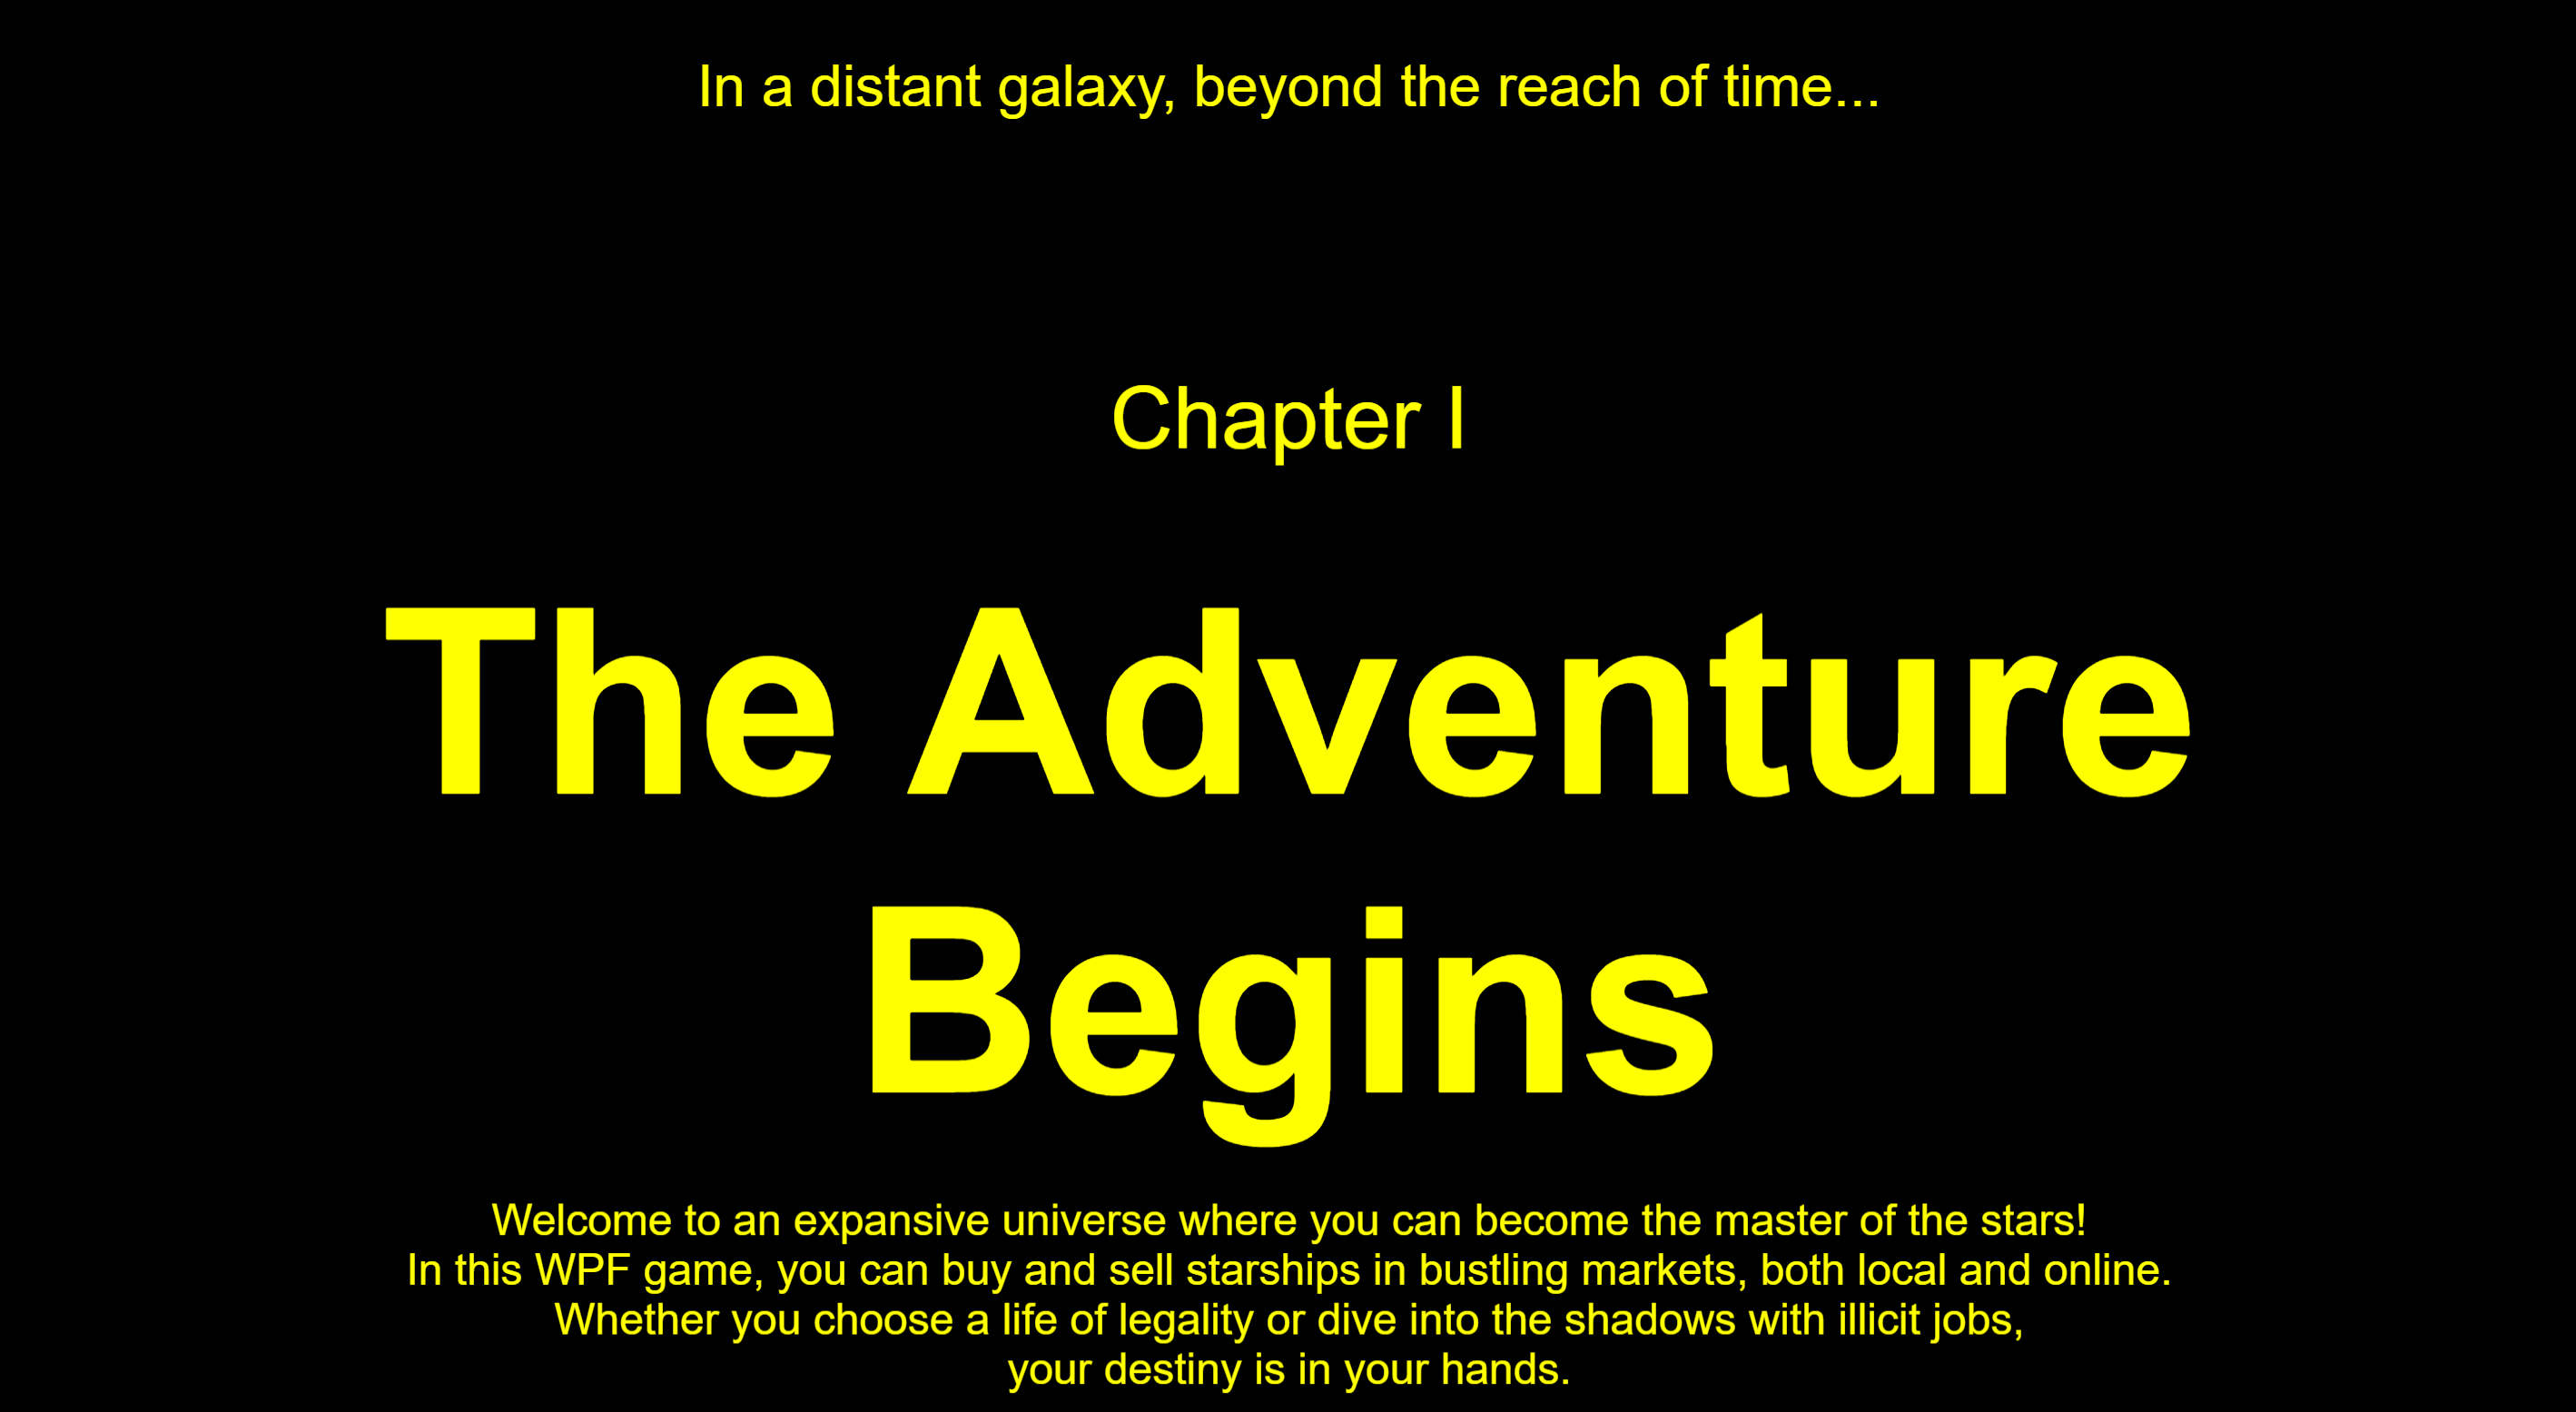 In a distant galaxy, beyond the reach of time...
Chapter I
The Adventure
Begins
Welcome to an expansive universe where you can become the master of the stars!
In this WPF game, you can buy and sell starships in bustling markets, both local and online.
Whether you choose a life of legality or dive into the shadows with illicit jobs,
your destiny is in your hands.